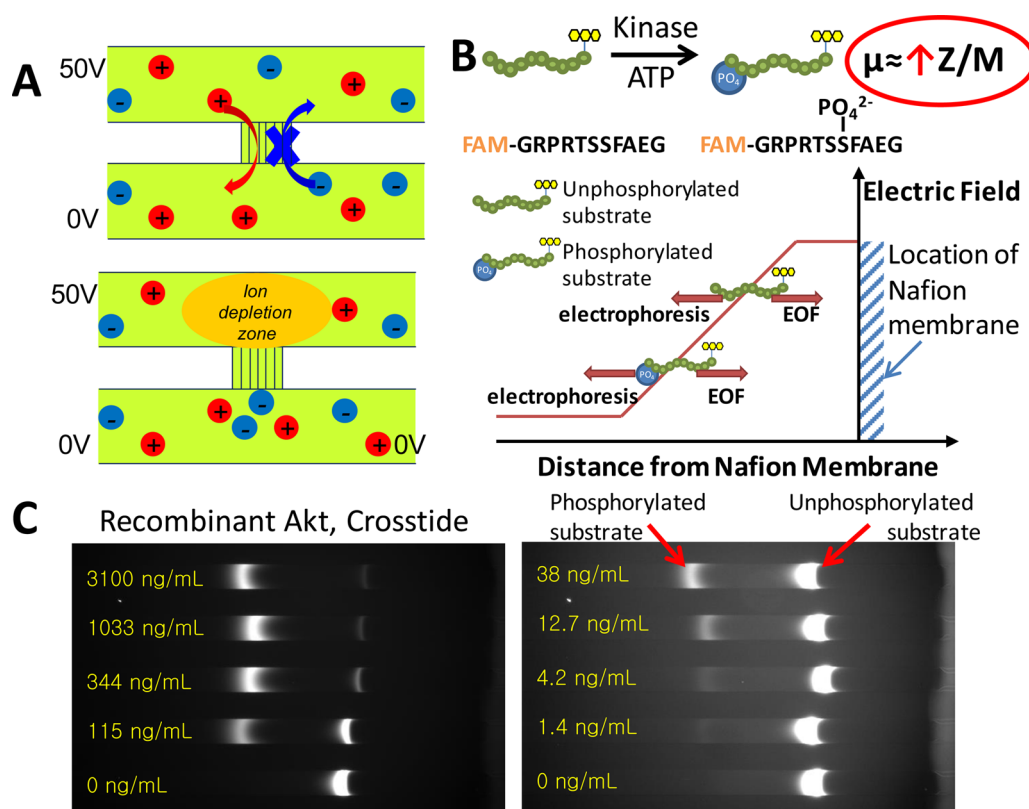 A
50V
+
-
+
-
+
-
0V
-
+
+
-
+
-
50V
Ion
depletion
zone
+
-
+
-
0V
-
+
-
-
+
-
+
0V
B
Kinase
ATP
PO₄
μ≈↑Z/M
PO₄²⁻
FAM-GRPRTSSFAEG
FAM-GRPRTSSFAEG
Unphosphorylated
substrate
PO₄
Phosphorylated
substrate
Electric Field
Location of
Nafion
membrane
electrophoresis
EOF
PO₄
electrophoresis
EOF
Distance from Nafion Membrane
C
Recombinant Akt, Crosstide
3100 ng/mL
1033 ng/mL
344 ng/mL
115 ng/mL
0 ng/mL
Phosphorylated
substrate
Unphosphorylated
substrate
38 ng/mL
12.7 ng/mL
4.2 ng/mL
1.4 ng/mL
0 ng/mL